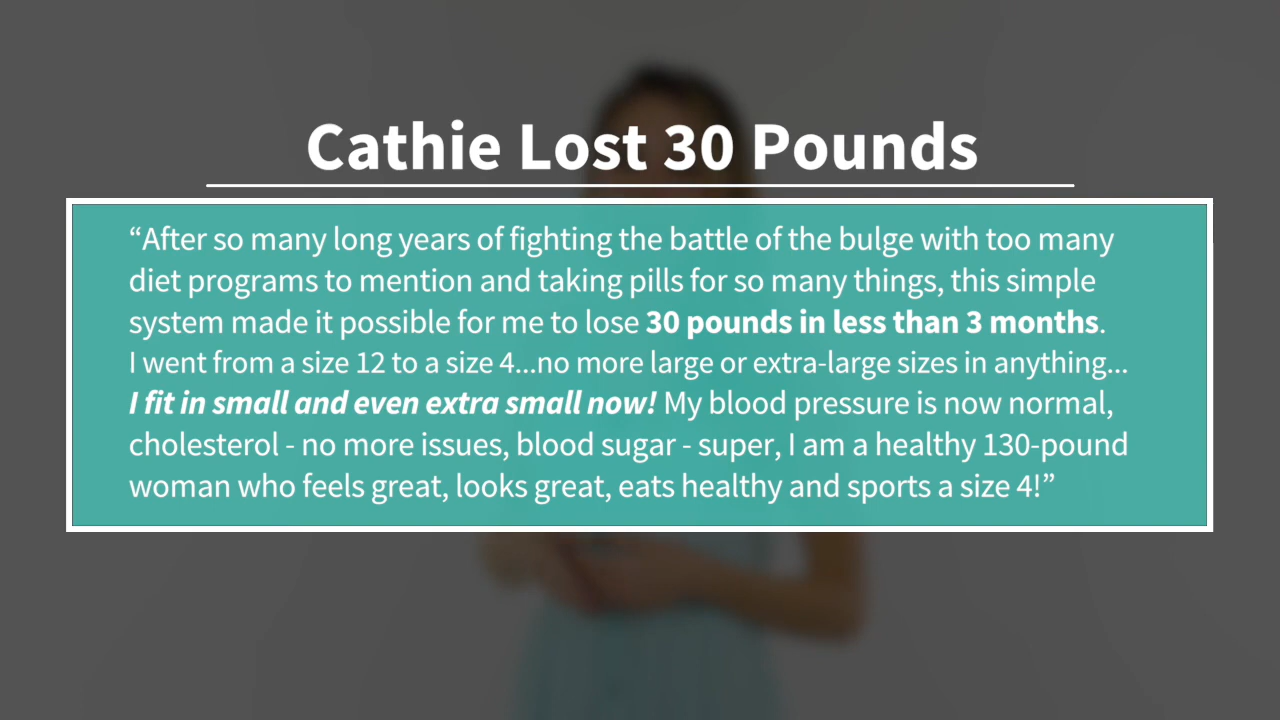 Cathie Lost 30 Pounds
“After so many long years of fighting the battle of the bulge with too many
diet programs to mention and taking pills for so many things, this simple
system made it possible for me to lose 30 pounds in less than 3 months.
I went from a size 12 to a size 4...no more large or extra-large sizes in anything...
I fit in small and even extra small now! My blood pressure is now normal,
cholesterol - no more issues, blood sugar - super, I am a healthy 130-pound
woman who feels great, looks great, eats healthy and sports a size 4!”